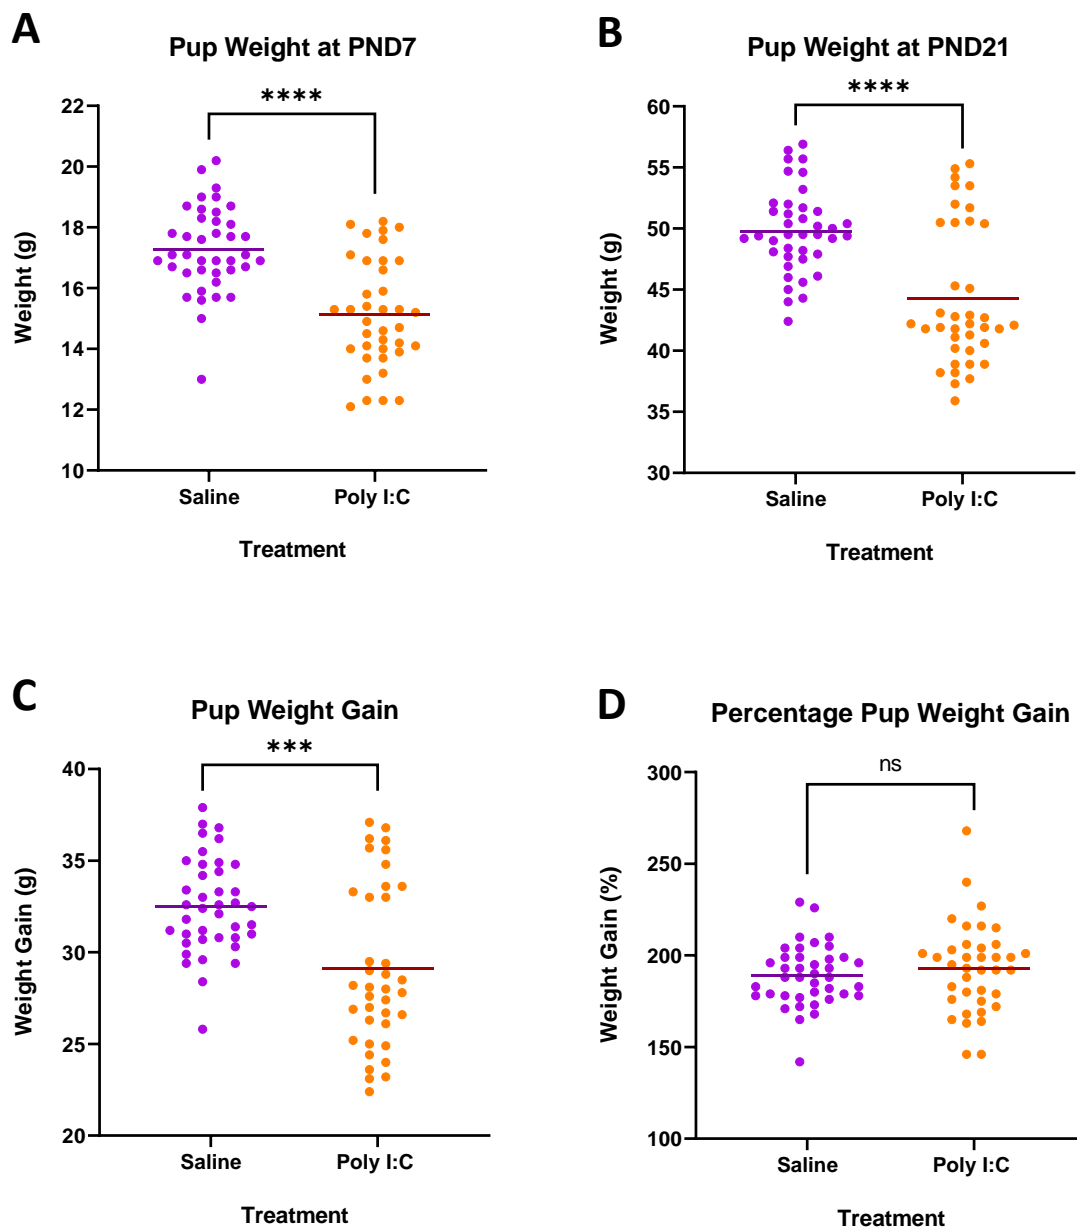 A
Pup Weight at PND7
****
Weight (g)
22
20
18
16
14
12
10
Saline
Poly I:C
Treatment
B
Pup Weight at PND21
****
Weight (g)
60
55
50
45
40
35
30
Saline
Poly I:C
Treatment
C
Pup Weight Gain
***
Weight Gain (g)
40
35
30
25
20
Saline
Poly I:C
Treatment
D
Percentage Pup Weight Gain
ns
Weight Gain (%)
300
250
200
150
100
Saline
Poly I:C
Treatment